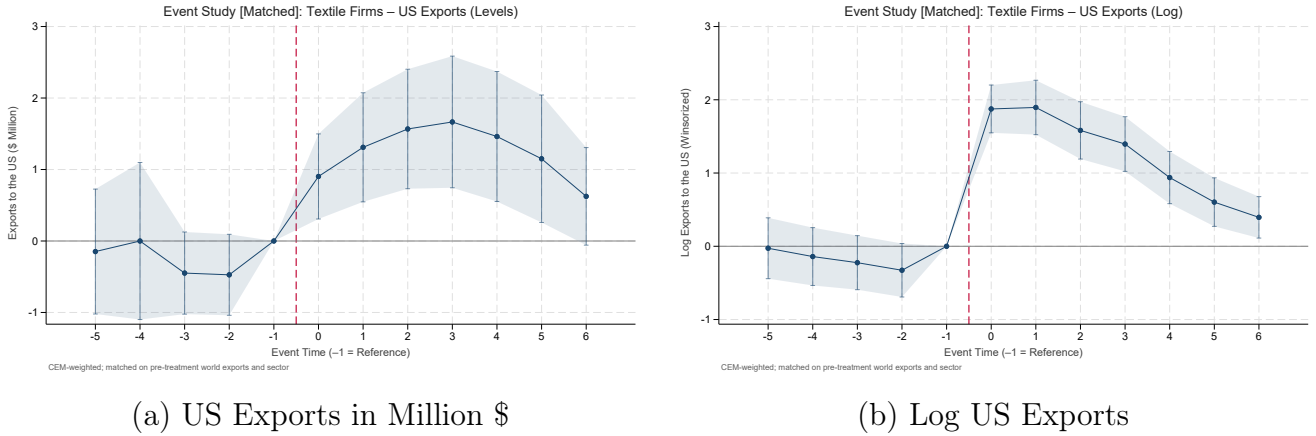 Event Study [Matched]: Textile Firms – US Exports (Levels)
Exports to the US ($ Million)
3
2
1
0
-1
-5 -4 -3 -2 -1 0 1 2 3 4 5 6
Event Time (–1 = Reference)
CEM-weighted; matched on pre-treatment world exports and sector
(a) US Exports in Million $
Event Study [Matched]: Textile Firms – US Exports (Log)
Log Exports to the US (Winsorized)
3
2
1
0
-1
-5 -4 -3 -2 -1 0 1 2 3 4 5 6
Event Time (–1 = Reference)
CEM-weighted; matched on pre-treatment world exports and sector
(b) Log US Exports